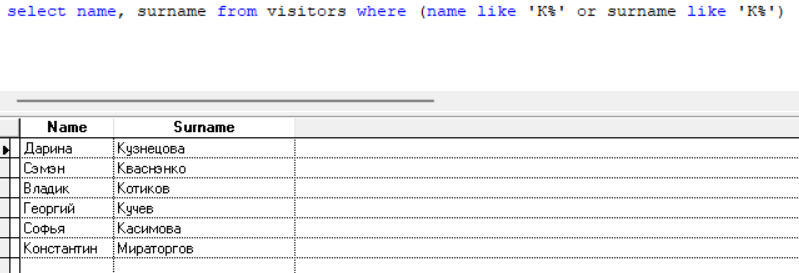 select name, surname from visitors where (name like 'К%' or surname like 'К%')
Name Surname
Дарина Кузнецова
Сэмэн Кваснэнко
Владик Котиков
Георгий Кучев
Софья Касимова
Константин Мираторгов